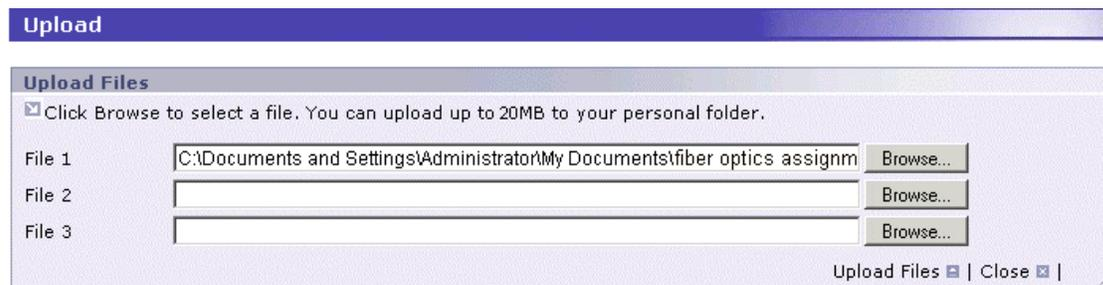 Upload
Upload Files
Click Browse to select a file. You can upload up to 20MB to your personal folder.
File 1 C:\Documents and Settings\Administrator\My Documents\fiber optics assignm Browse...
File 2 Browse...
File 3 Browse...
Upload Files | Close |